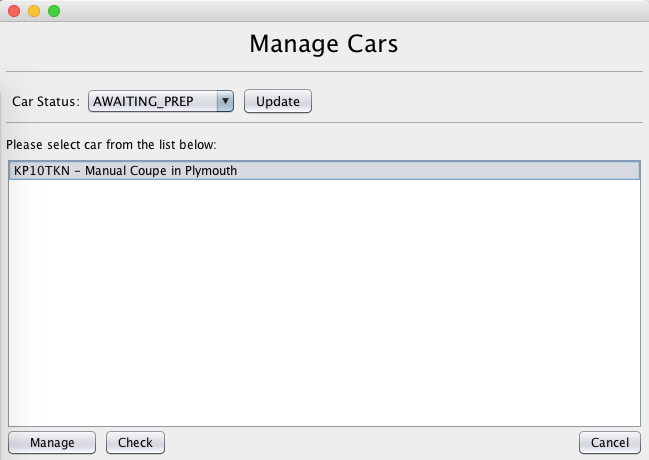 Manage Cars
Car Status: AWAITING_PREP Update
Please select car from the list below:
KP10TKN - Manual Coupe in Plymouth
Manage Check Cancel